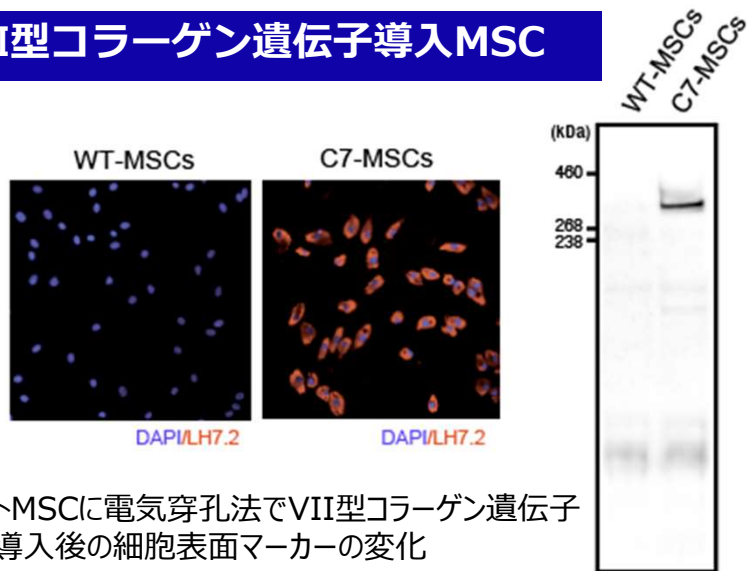 I型コラーゲン遺伝子導入MSC
WT-MSCs
C7-MSCs
DAPI/LH7.2
DAPI/LH7.2
トMSCに電気穿孔法でVII型コラーゲン遺伝子
導入後の細胞表面マーカーの変化
WT-MSCs
C7-MSCs
(kDa)
460
268
238